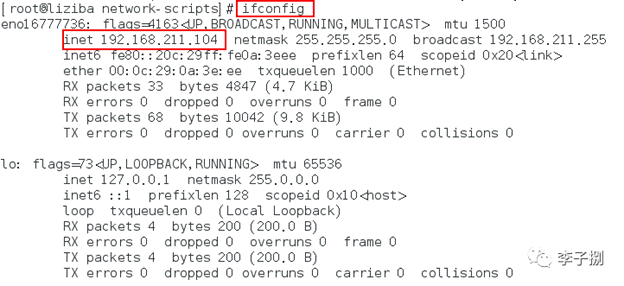 [root@liziba network-scripts]# ifconfig
eno16777736: flags=4163<UP,BROADCAST,RUNNING,MULTICAST>  mtu 1500
        inet 192.168.211.104  netmask 255.255.255.0  broadcast 192.168.211.255
        inet6 fe80::20c:29ff:fe0a:3eee  prefixlen 64  scopeid 0x20<link>
        ether 00:0c:29:0a:3e:ee  txqueuelen 1000  (Ethernet)
        RX packets 33  bytes 4847 (4.7 KiB)
        RX errors 0  dropped 0  overruns 0  frame 0
        TX packets 68  bytes 10042 (9.8 KiB)
        TX errors 0  dropped 0 overruns 0  carrier 0  collisions 0
lo: flags=73<UP,LOOPBACK,RUNNING>  mtu 65536
        inet 127.0.0.1  netmask 255.0.0.0
        inet6 ::1  prefixlen 128  scopeid 0x10<host>
        loop  txqueuelen 0  (Local Loopback)
        RX packets 4  bytes 200 (200.0 B)
        RX errors 0  dropped 0  overruns 0  frame 0
        TX packets 4  bytes 200 (200.0 B)
        TX errors 0  dropped 0 overruns 0  carrier 0  collisions 0
李子捌